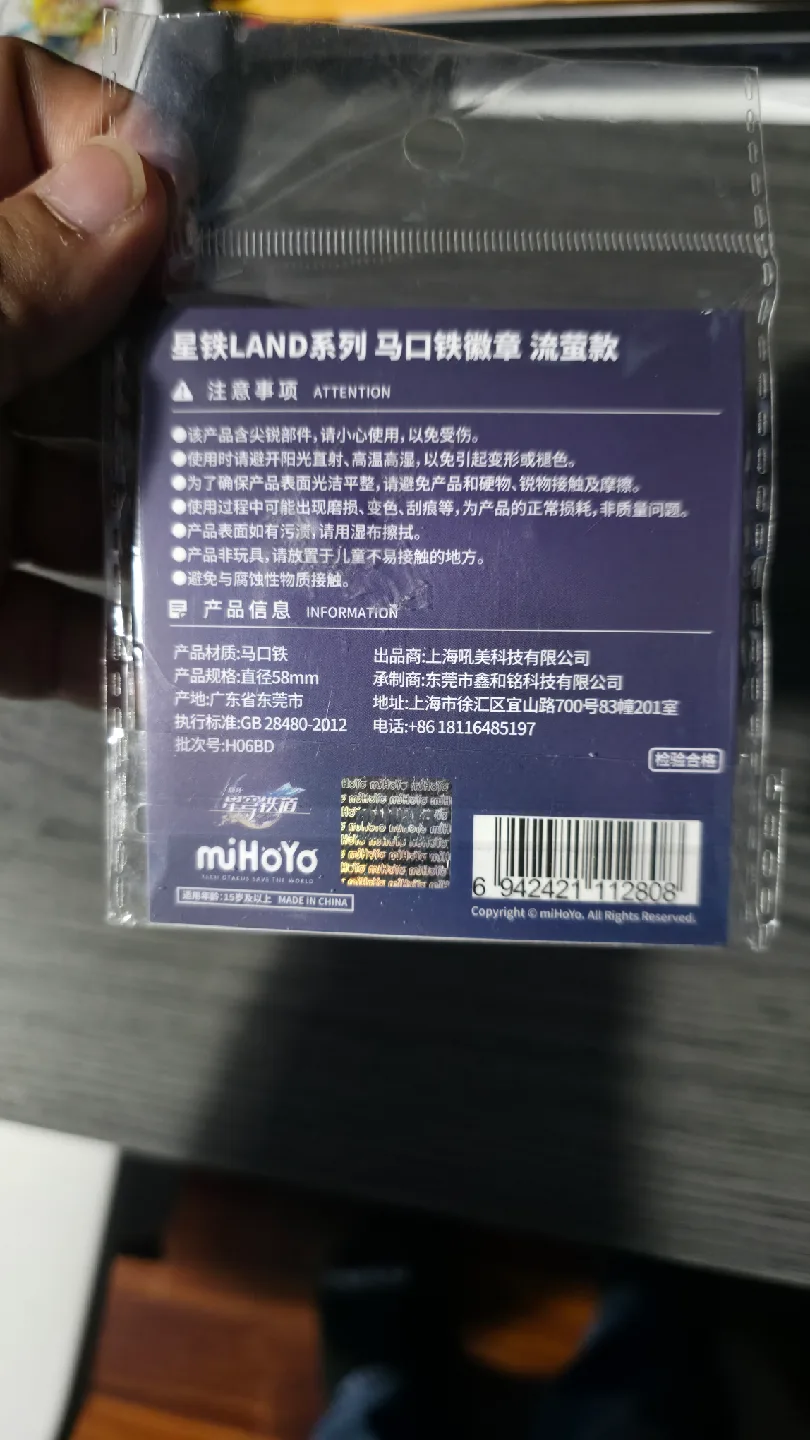 星铁LAND系列 马口铁徽章 流萤款
注意事项 ATTENTION
●该产品含尖锐部件,请小心使用,以免受伤。
●使用时请避开阳光直射、高温高湿,以免引起变形或褪色。
●为了确保产品表面光洁平整,请避免产品和硬物、锐物接触及摩擦。
●使用过程中可能出现磨损、变色、刮痕等,为产品的正常损耗,非质量问题。
●产品表面如有污渍,请用湿布擦拭。
●产品非玩具,请放置于儿童不易接触的地方。
●避免与腐蚀性物质接触。
产品信息 INFORMATION
产品材质:马口铁
产品规格:直径58mm
产地:广东省东莞市
执行标准:GB 28480-2012
批次号:H06BD
出品商:上海吼美科技有限公司
承制商:东莞市鑫和铭科技有限公司
地址:上海市徐汇区宜山路700号83幢201室
电话:+86 18116485197
检验合格
崩坏
星穹铁道
miHoYo
TECH OTAKUS SAVE THE WORLD
适用年龄:15岁及以上 MADE IN CHINA
miHoYo miHoYo miHoYo
6 942421 112808
Copyright © miHoYo. All Rights Reserved.